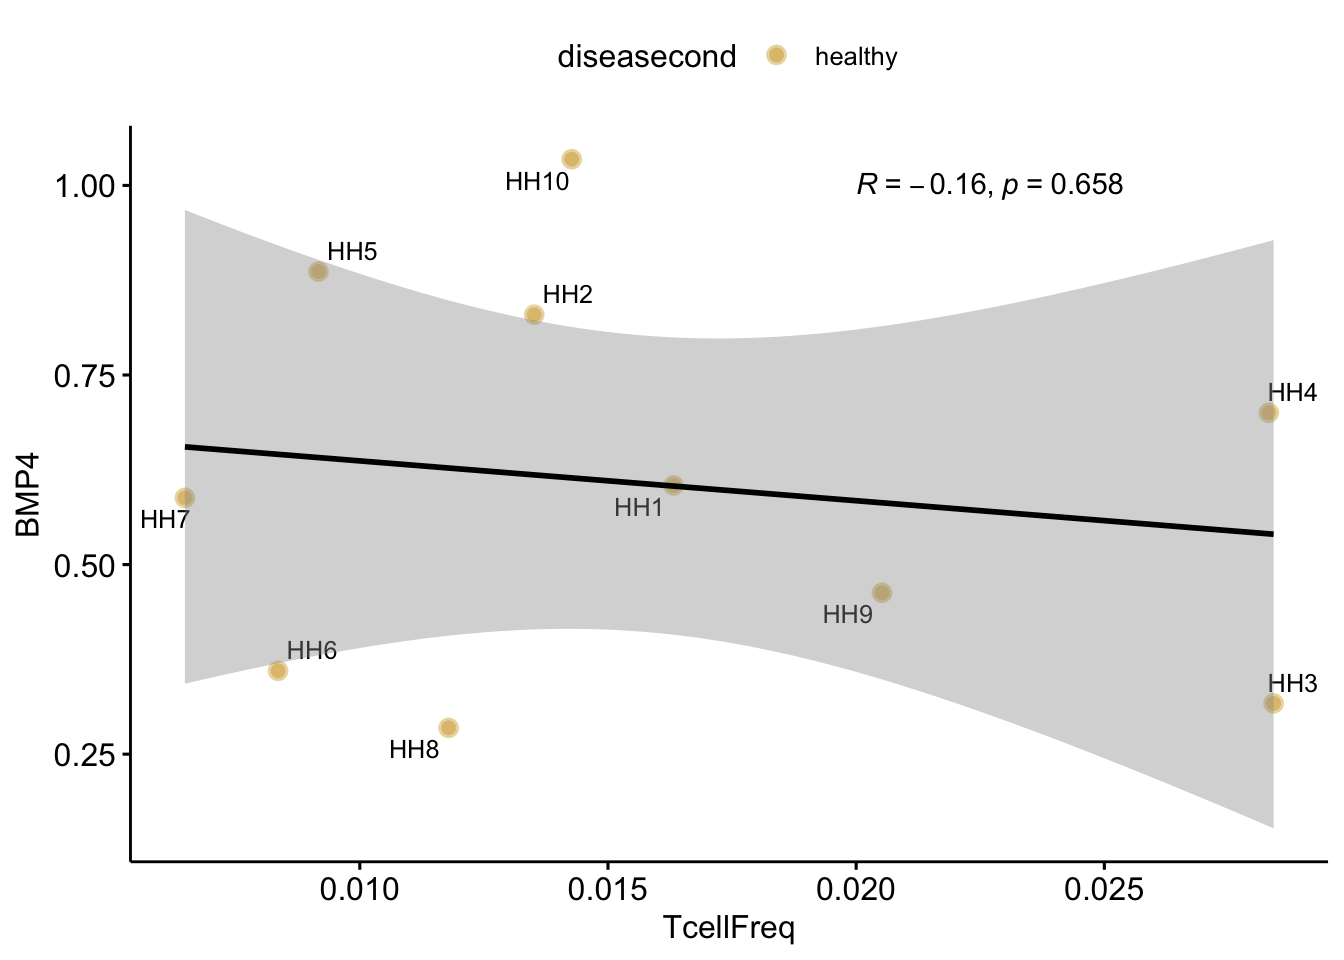 diseasecond healthy
HH10
1.00
R = −0.16, p = 0.658
HH5
HH2
0.75
HH4
BMP4
HH7
HH1
0.50
HH9
HH6
HH3
HH8
0.25
0.010 0.015 0.020 0.025
TcellFreq